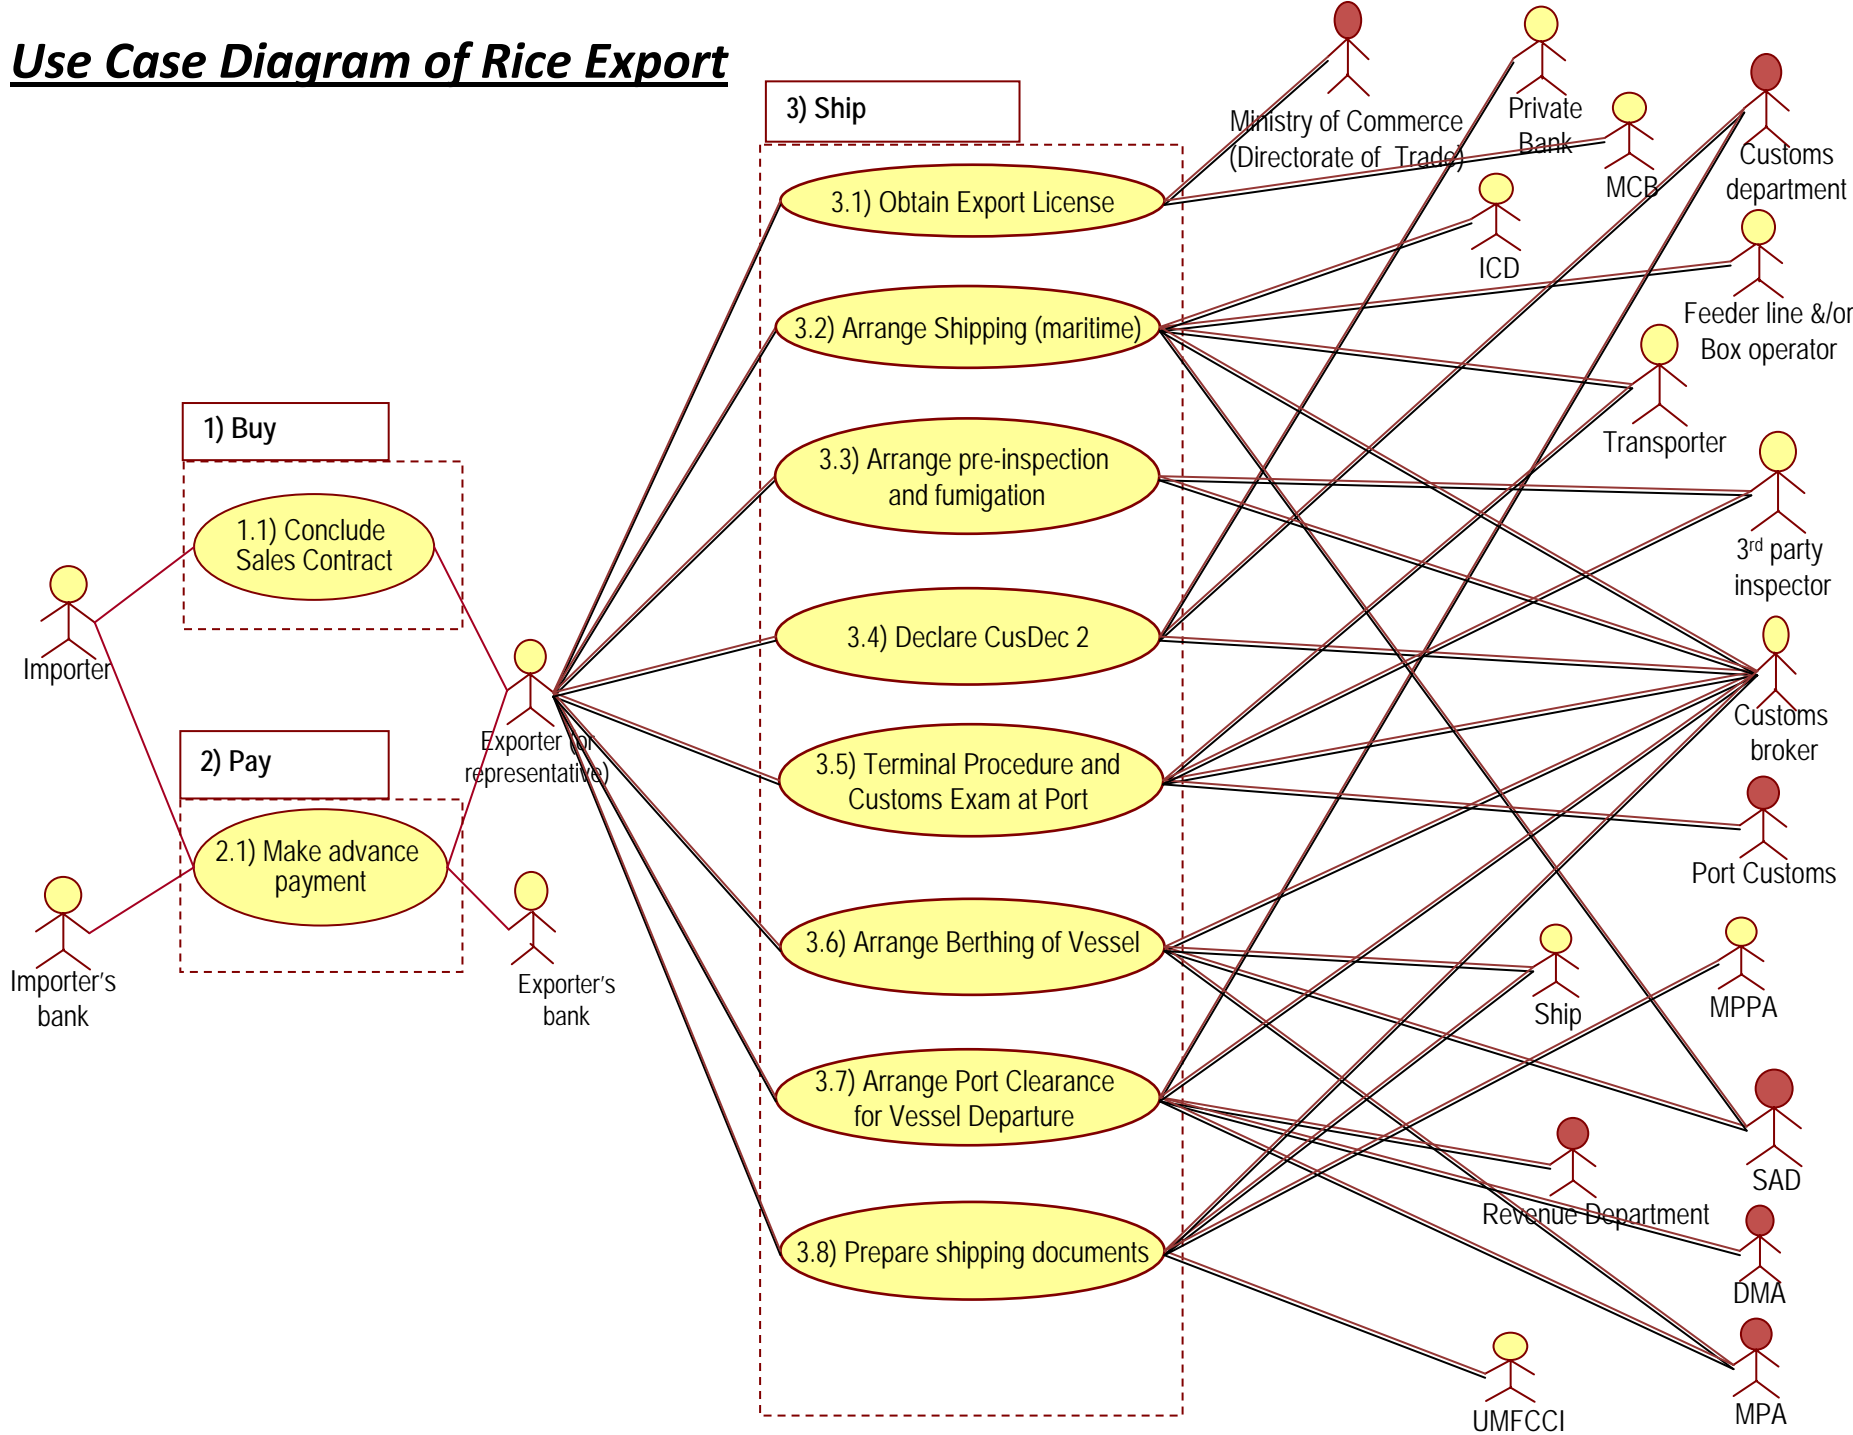 Use Case Diagram of Rice Export
3) Ship
Ministry of Commerce
(Directorate of Trade)
Private
Bank
MCB
Customs
department
3.1) Obtain Export License
ICD
3.2) Arrange Shipping (maritime)
Feeder line &/or
Box operator
Transporter
1) Buy
3.3) Arrange pre-inspection
and fumigation
1.1) Conclude
Sales Contract
3rd party
inspector
Importer
3.4) Declare CusDec 2
Exporter (or
representative)
Customs
broker
2) Pay
3.5) Terminal Procedure and
Customs Exam at Port
2.1) Make advance
payment
Port Customs
3.6) Arrange Berthing of Vessel
Importer's
bank
Exporter's
bank
Ship
MPPA
3.7) Arrange Port Clearance
for Vessel Departure
SAD
Revenue Department
3.8) Prepare shipping documents
DMA
UMFCCI
MPA